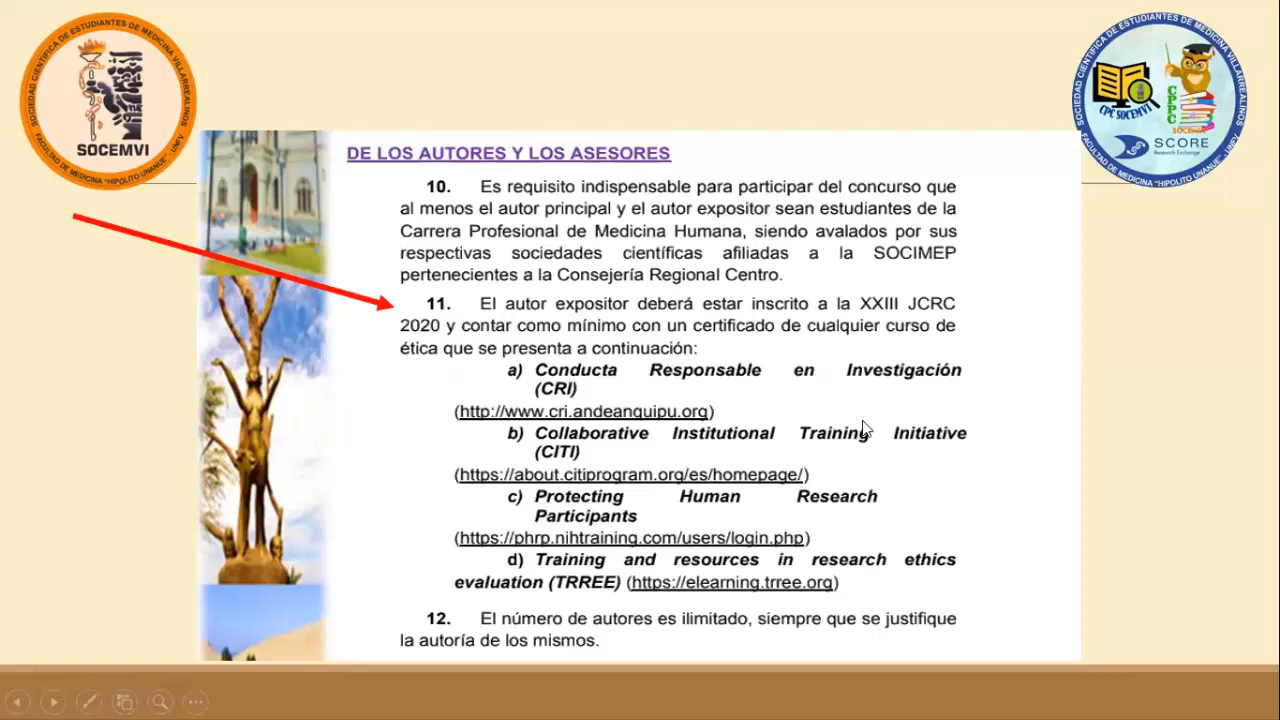 SOCIEDAD CIENTÍFICA DE ESTUDIANTES DE MEDICINA VILLARREALINOS
SOCEMVI
FACULTAD DE MEDICINA "HIPÓLITO UNANUE" - UNFV
SOCIEDAD CIENTÍFICA DE ESTUDIANTES DE MEDICINA VILLARREALINOS
CPC SOCEMVI
CPPC
SOCEMVI
SCORE
Research Exchange
FACULTAD DE MEDICINA "HIPÓLITO UNANUE" - UNFV
DE LOS AUTORES Y LOS ASESORES
10. Es requisito indispensable para participar del concurso que
al menos el autor principal y el autor expositor sean estudiantes de la
Carrera Profesional de Medicina Humana, siendo avalados por sus
respectivas sociedades científicas afiliadas a la SOCIMEP
pertenecientes a la Consejería Regional Centro.
11. El autor expositor deberá estar inscrito a la XXIII JCRC
2020 y contar como mínimo con un certificado de cualquier curso de
ética que se presenta a continuación:
a) Conducta Responsable en Investigación
(CRI)
(http://www.cri.andeanquipu.org)
b) Collaborative Institutional Training Initiative
(CITI)
(https://about.citiprogram.org/es/homepage/)
c) Protecting Human Research
Participants
(https://phrp.nihtraining.com/users/login.php)
d) Training and resources in research ethics
evaluation (TRREE) (https://elearning.trree.org)
12. El número de autores es ilimitado, siempre que se justifique
la autoría de los mismos.